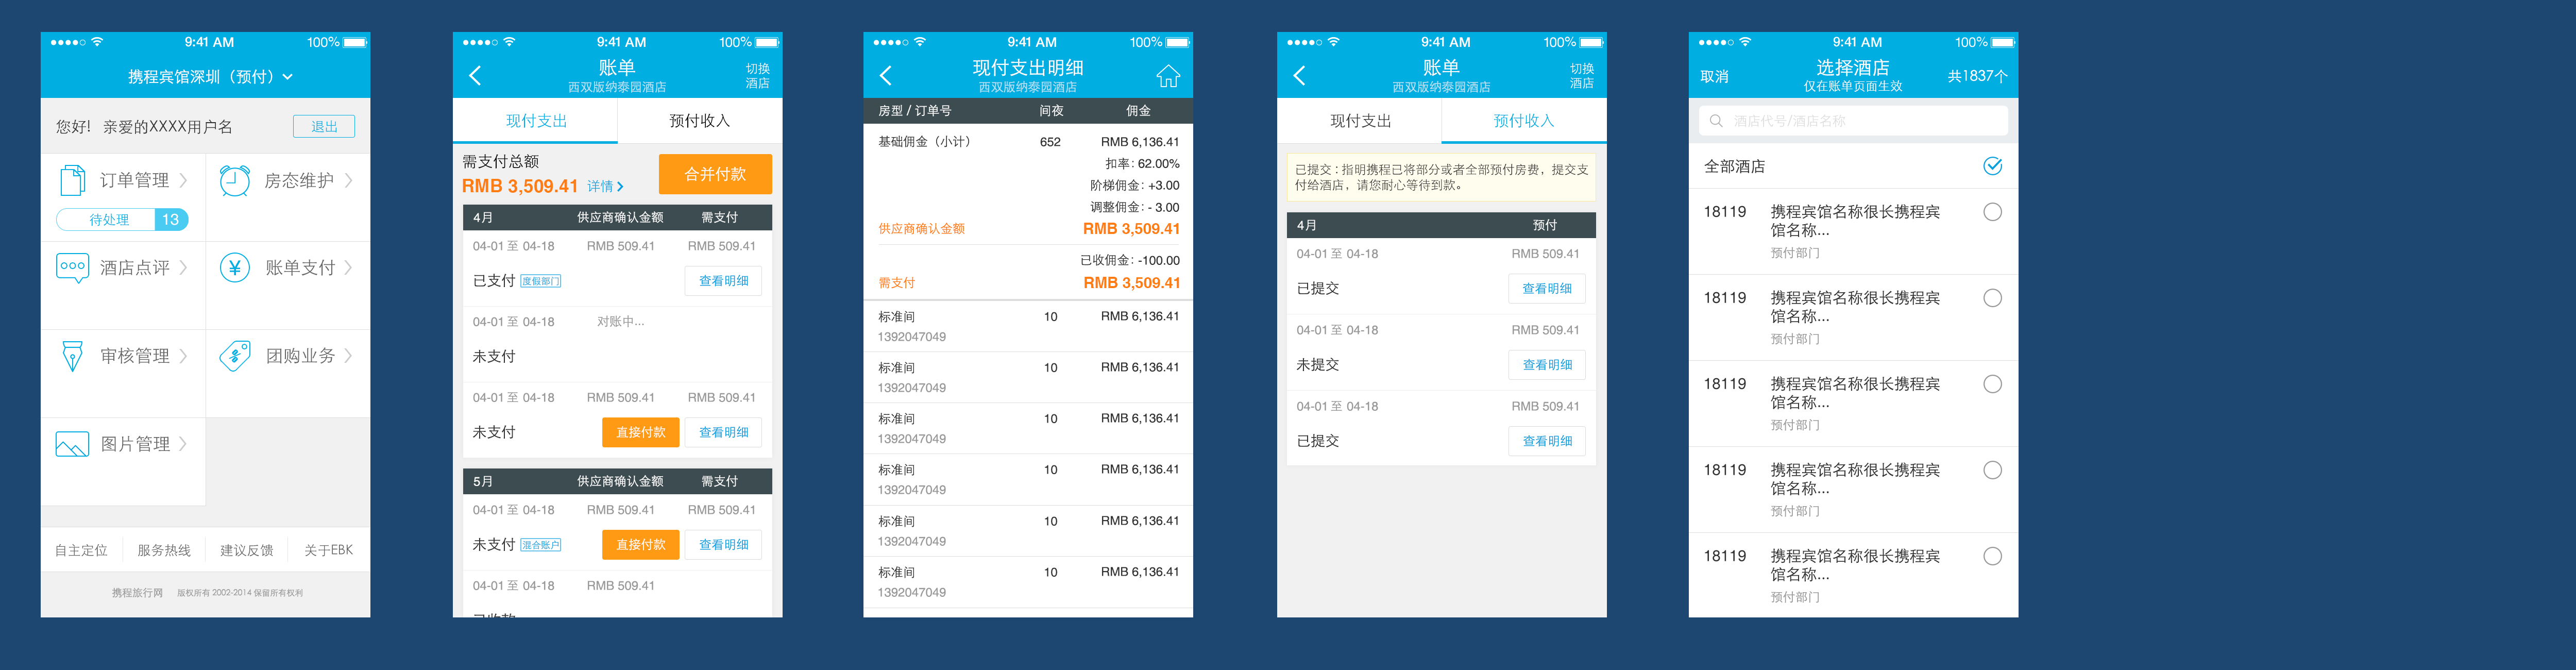 9:41 AM 100%
携程宾馆深圳（预付）
您好! 亲爱的XXXX用户名 退出
订单管理 房态维护
待处理 13
酒店点评 账单支付
审核管理 团购业务
图片管理
自主定位 服务热线 建议反馈 关于EBK
携程旅行网 版权所有 2002-2014 保留所有权利
9:41 AM 100%
账单
西双版纳泰园酒店
切换
酒店
现付支出 预付收入
需支付总额
RMB 3,509.41 详情
合并付款
4月 供应商确认金额 需支付
04-01 至 04-18 RMB 509.41 RMB 509.41
已支付 度假部门 查看明细
04-01 至 04-18 对账中...
未支付
04-01 至 04-18 RMB 509.41 RMB 509.41
未支付 直接付款 查看明细
5月 供应商确认金额 需支付
04-01 至 04-18 RMB 509.41 RMB 509.41
未支付 混合账户 直接付款 查看明细
04-01 至 04-18 RMB 509.41
9:41 AM 100%
现付支出明细
西双版纳泰园酒店
房型 / 订单号 间夜 佣金
基础佣金（小计） 652 RMB 6,136.41
扣率: 62.00%
阶梯佣金: +3.00
调整佣金: - 3.00
供应商确认金额 RMB 3,509.41
已收佣金: -100.00
需支付 RMB 3,509.41
标准间 10 RMB 6,136.41
1392047049
标准间 10 RMB 6,136.41
1392047049
标准间 10 RMB 6,136.41
1392047049
标准间 10 RMB 6,136.41
1392047049
标准间 10 RMB 6,136.41
1392047049
标准间 10 RMB 6,136.41
1392047049
9:41 AM 100%
账单
西双版纳泰园酒店
切换
酒店
现付支出 预付收入
已提交：指明携程已将部分或者全部预付房费，提交支
付给酒店，请您耐心等待到款。
4月 预付
04-01 至 04-18 RMB 509.41
已提交 查看明细
04-01 至 04-18 RMB 509.41
未提交 查看明细
04-01 至 04-18 RMB 509.41
已提交 查看明细
9:41 AM 100%
取消 选择酒店 共1837个
仅在账单页面生效
酒店代号/酒店名称
全部酒店
18119 携程宾馆名称很长携程宾
馆名称...
预付部门
18119 携程宾馆名称很长携程宾
馆名称...
预付部门
18119 携程宾馆名称很长携程宾
馆名称...
预付部门
18119 携程宾馆名称很长携程宾
馆名称...
预付部门
18119 携程宾馆名称很长携程宾
馆名称...
预付部门